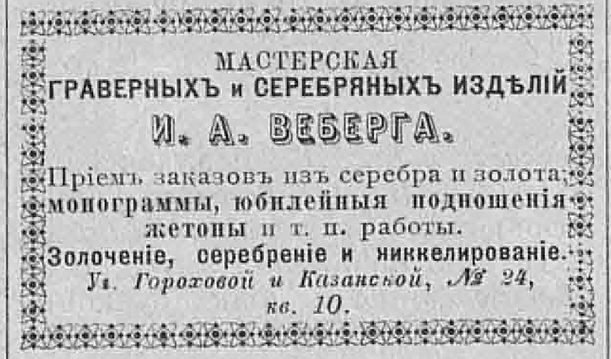 МАСТЕРСКАЯ
ГРАВЕРНЫХЪ и СЕРЕБРЯНЫХЪ ИЗДѢЛІЙ
И. А. ВЕБЕРГА.
Пріемъ заказовъ изъ серебра и золота;
монограммы, юбилейныя подношенія
жетоны и т. п. работы.
Золоченіе, серебреніе и никкелированіе.
Уг. Гороховой и Казанской, № 24,
кв. 10.